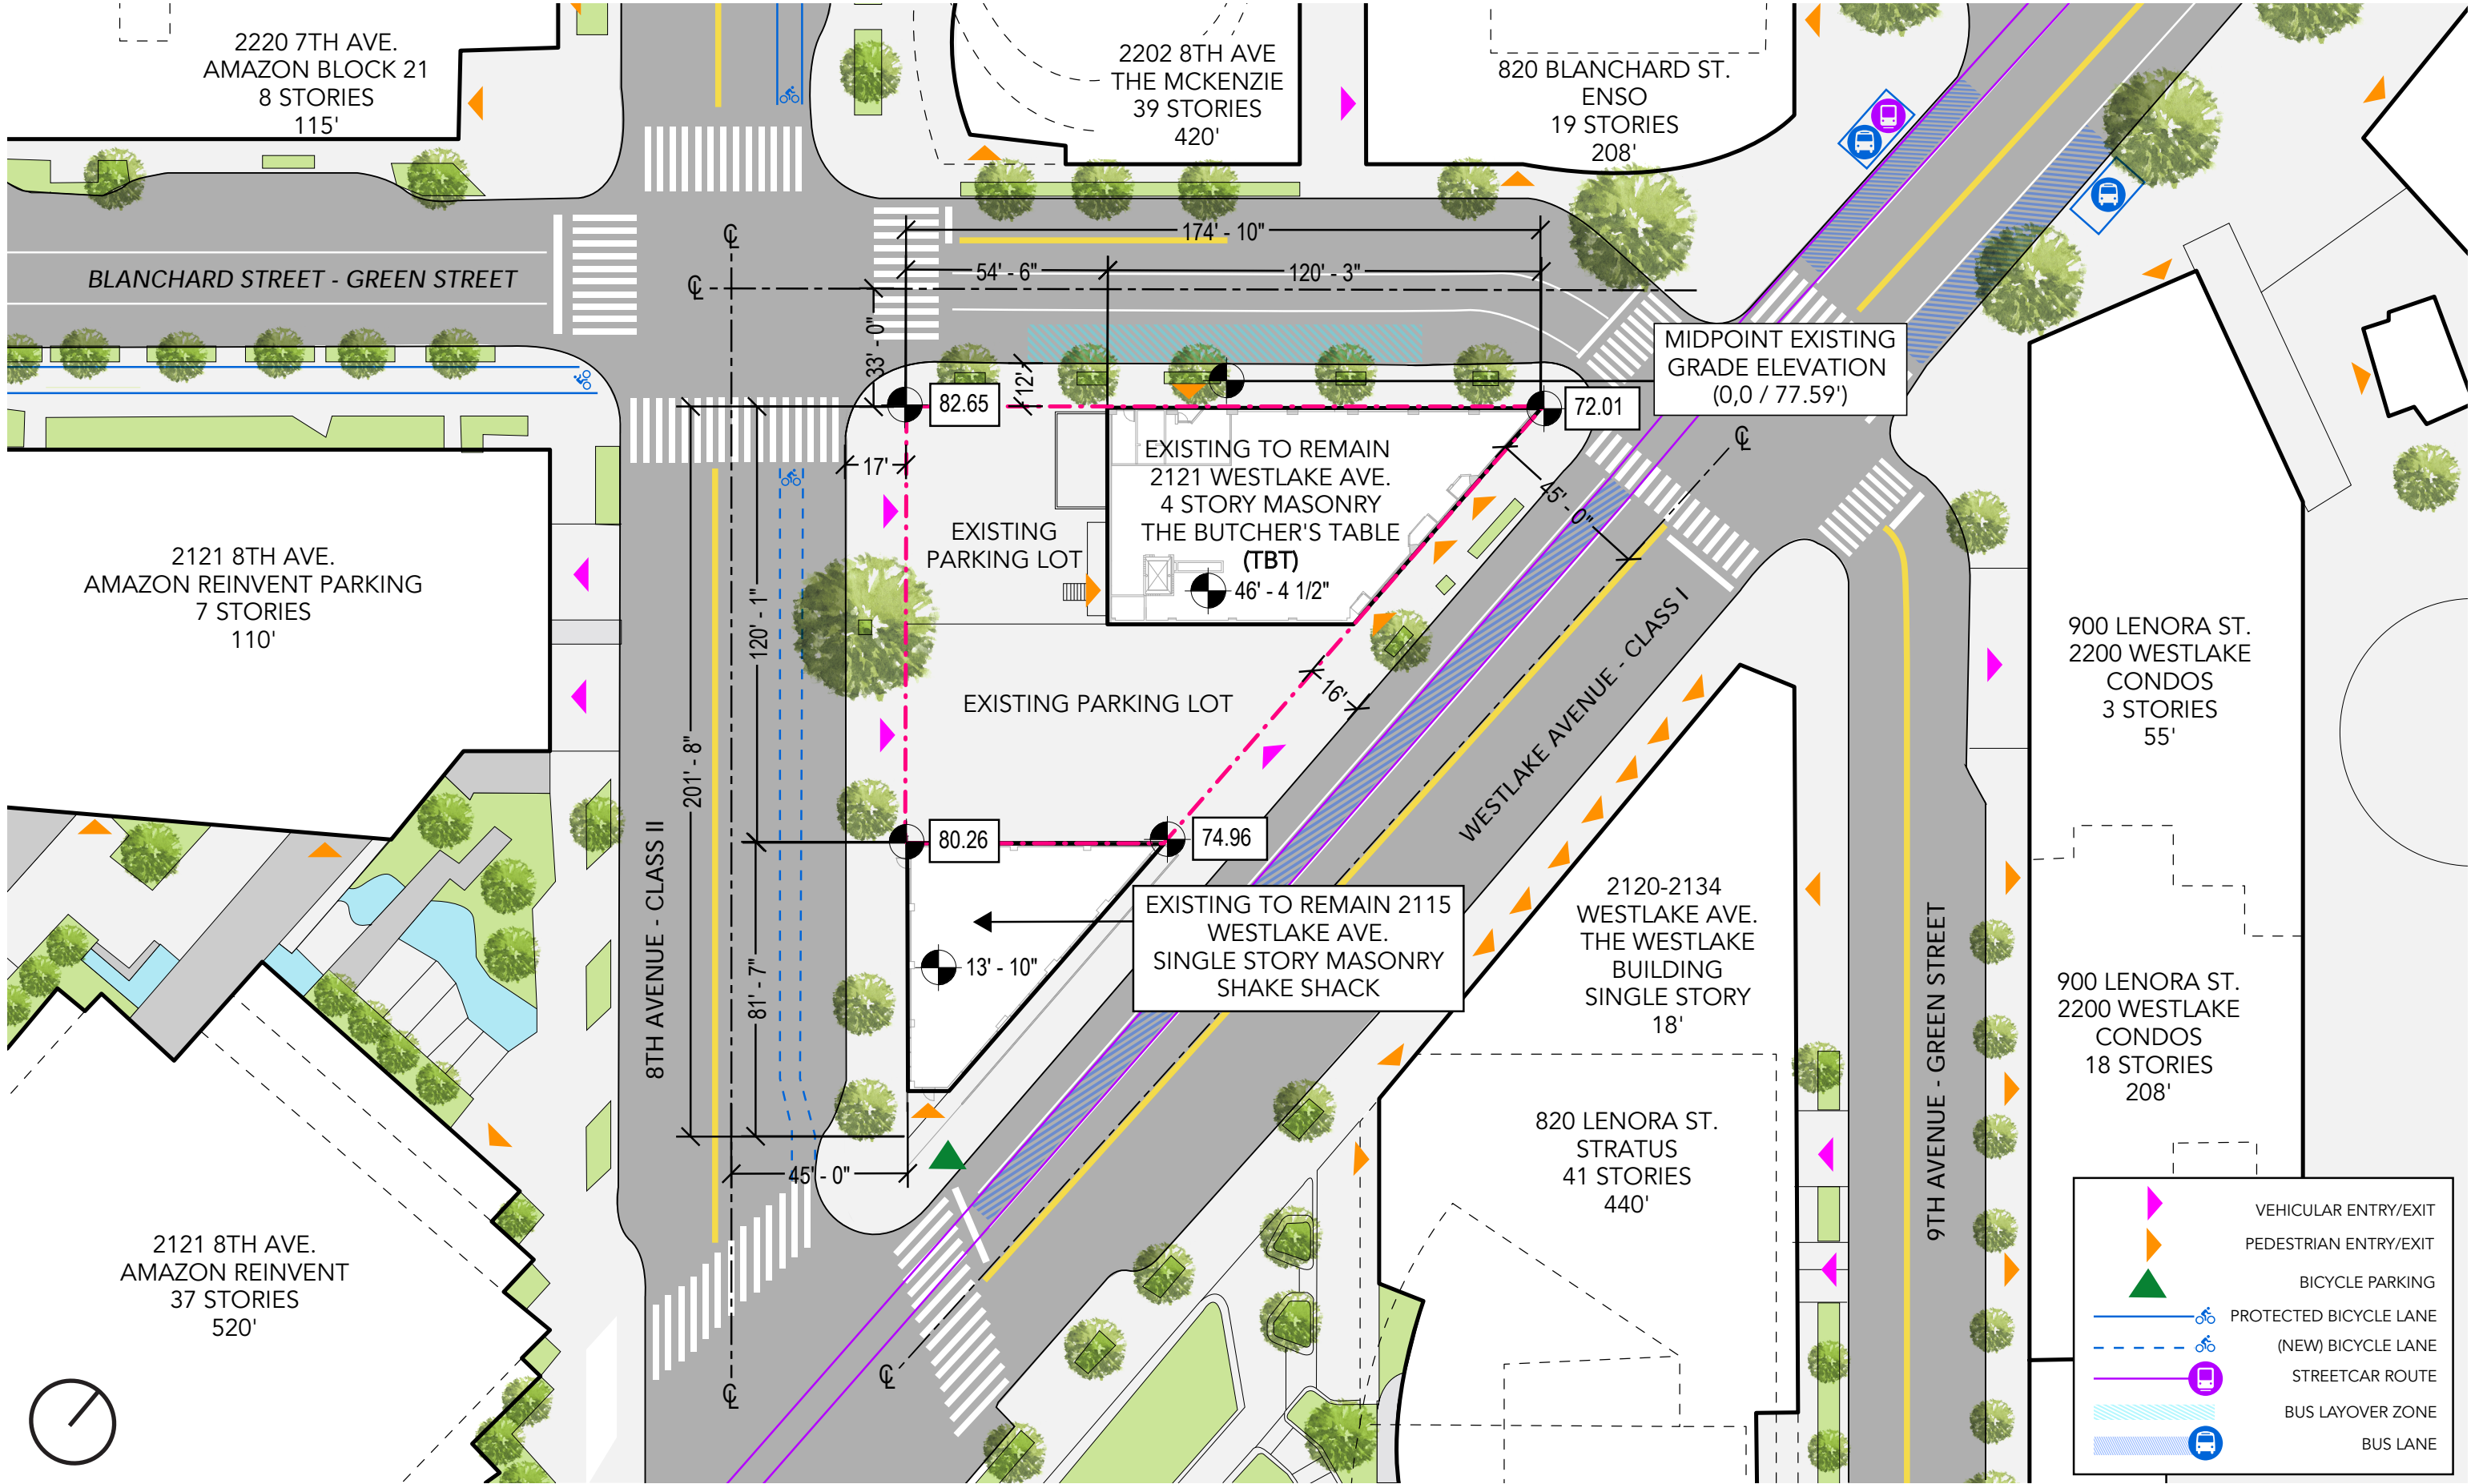 2220 7TH AVE.
AMAZON BLOCK 21
8 STORIES
115'
2202 8TH AVE
THE MCKENZIE
39 STORIES
420'
820 BLANCHARD ST.
ENSO
19 STORIES
208'
BLANCHARD STREET - GREEN STREET
℄
℄
174' - 10"
54' - 6"
120' - 3"
33' - 0"
12'
MIDPOINT EXISTING
GRADE ELEVATION
(0,0 / 77.59')
82.65
72.01
℄
17'
EXISTING TO REMAIN
2121 WESTLAKE AVE.
4 STORY MASONRY
THE BUTCHER'S TABLE
(TBT)
46' - 4 1/2"
45' - 0"
EXISTING
PARKING LOT
2121 8TH AVE.
AMAZON REINVENT PARKING
7 STORIES
110'
120' - 1"
201' - 8"
EXISTING PARKING LOT
16'
WESTLAKE AVENUE - CLASS I
900 LENORA ST.
2200 WESTLAKE
CONDOS
3 STORIES
55'
80.26
74.96
8TH AVENUE - CLASS II
81' - 7"
13' - 10"
EXISTING TO REMAIN 2115
WESTLAKE AVE.
SINGLE STORY MASONRY
SHAKE SHACK
2120-2134
WESTLAKE AVE.
THE WESTLAKE
BUILDING
SINGLE STORY
18'
9TH AVENUE - GREEN STREET
900 LENORA ST.
2200 WESTLAKE
CONDOS
18 STORIES
208'
820 LENORA ST.
STRATUS
41 STORIES
440'
45' - 0"
2121 8TH AVE.
AMAZON REINVENT
37 STORIES
520'
℄
℄
VEHICULAR ENTRY/EXIT
PEDESTRIAN ENTRY/EXIT
BICYCLE PARKING
PROTECTED BICYCLE LANE
(NEW) BICYCLE LANE
STREETCAR ROUTE
BUS LAYOVER ZONE
BUS LANE